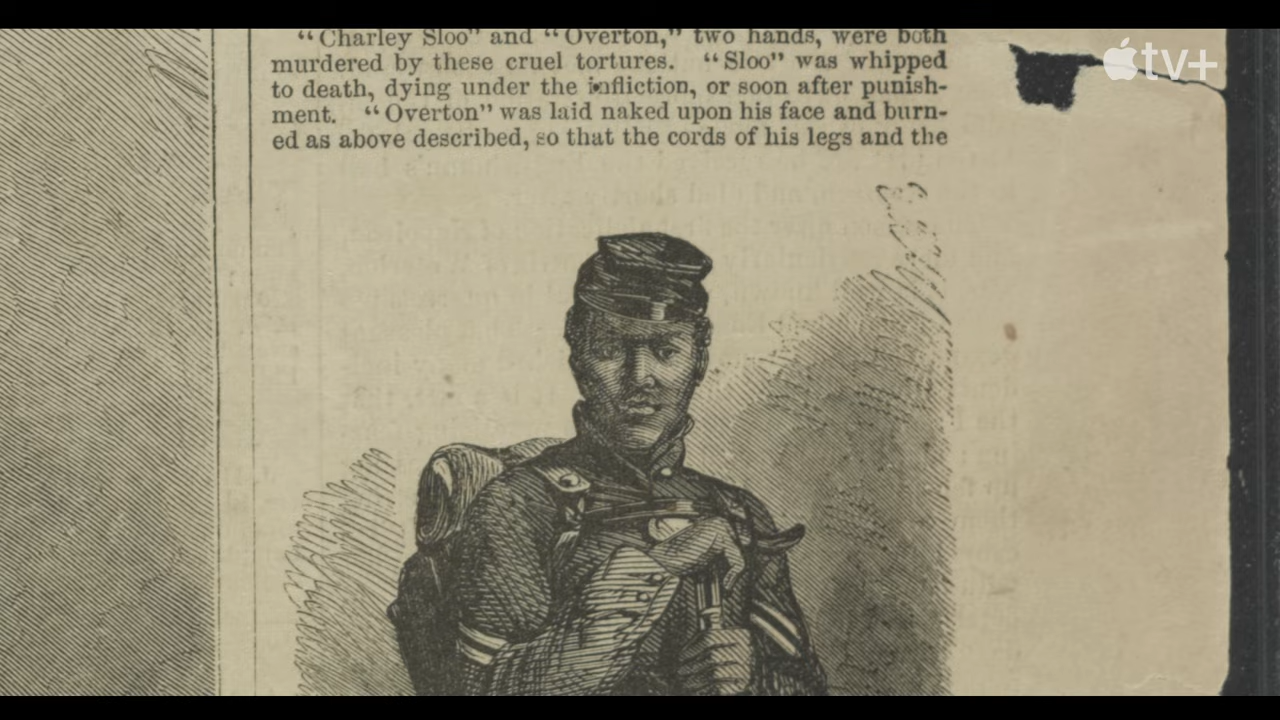 “Charley Sloo” and “Overton,” two hands, were both
murdered by these cruel tortures. “Sloo” was whipped
to death, dying under the infliction, or soon after punish-
ment. “Overton” was laid naked upon his face and burn-
ed as above described, so that the cords of his legs and the
tv+